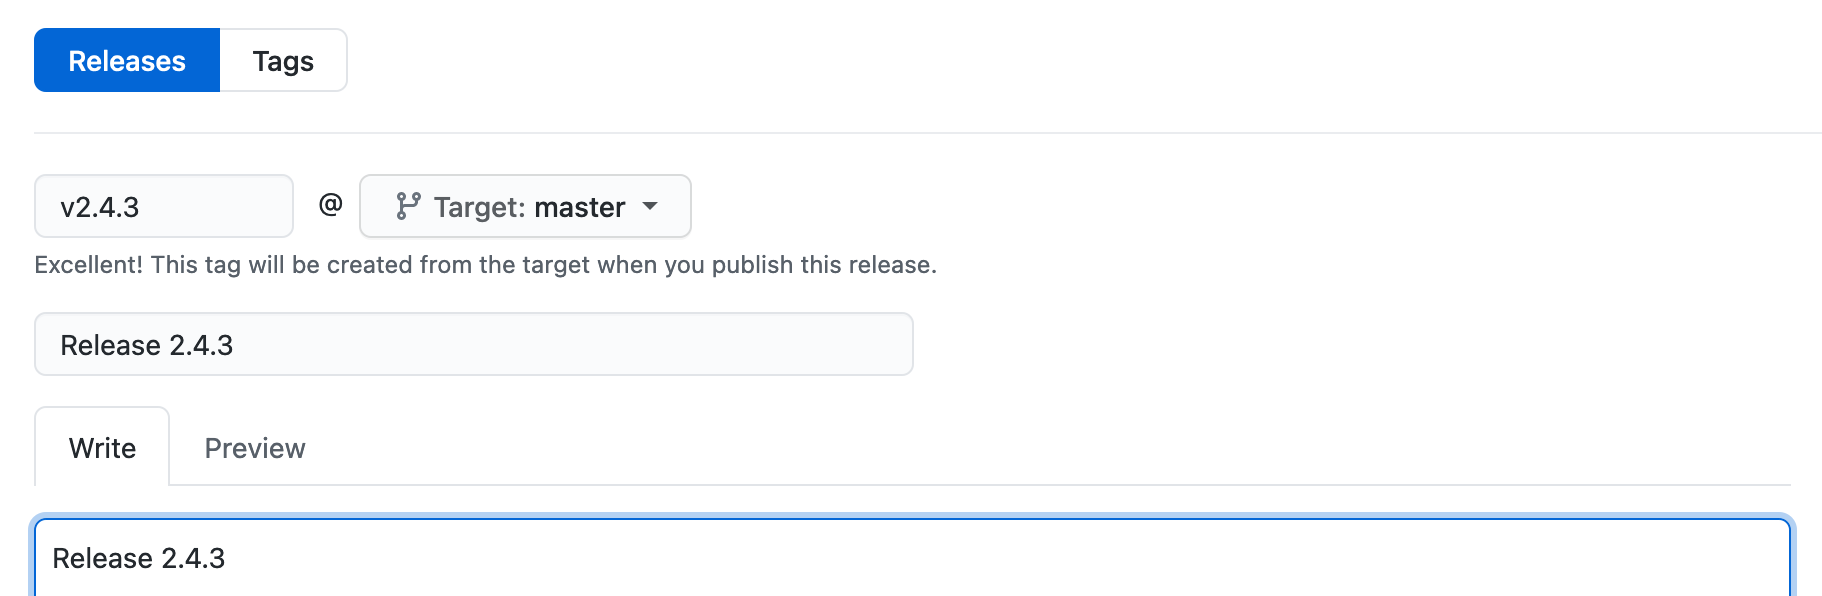 Releases Tags
v2.4.3 @ Target: master
Excellent! This tag will be created from the target when you publish this release.
Release 2.4.3
Write Preview
Release 2.4.3